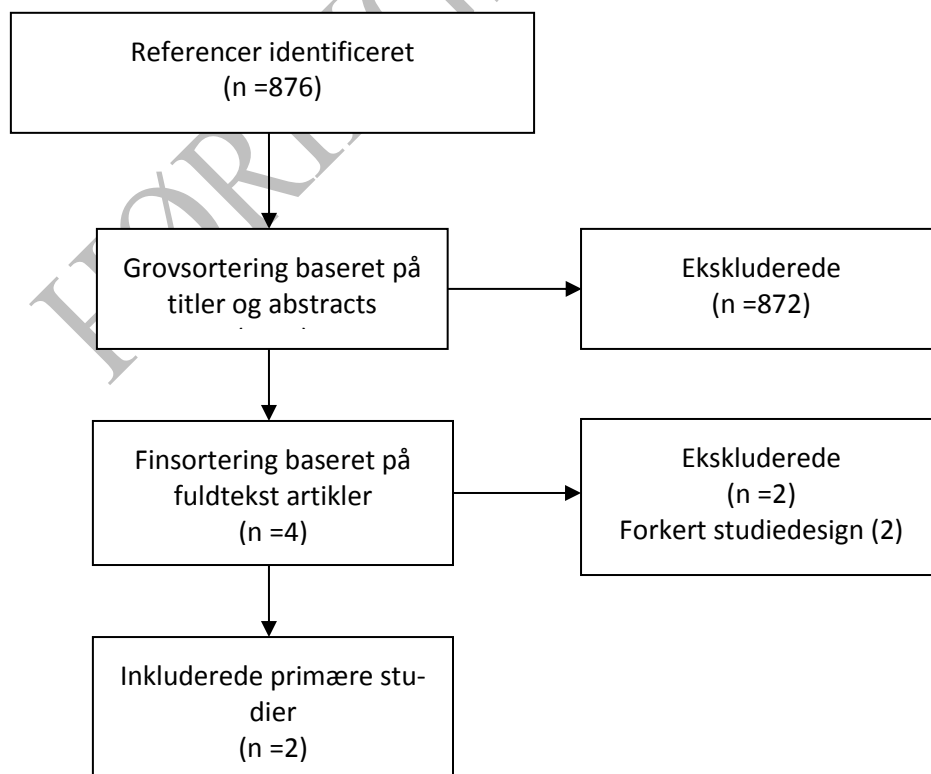 Referencer identificeret
(n =876)
Grovsortering baseret på
titler og abstracts
Ekskluderede
(n =872)
Finsortering baseret på
fuldtekst artikler
(n =4)
Ekskluderede
(n =2)
Forkert studiedesign (2)
Inkluderede primære stu-
dier
(n =2)